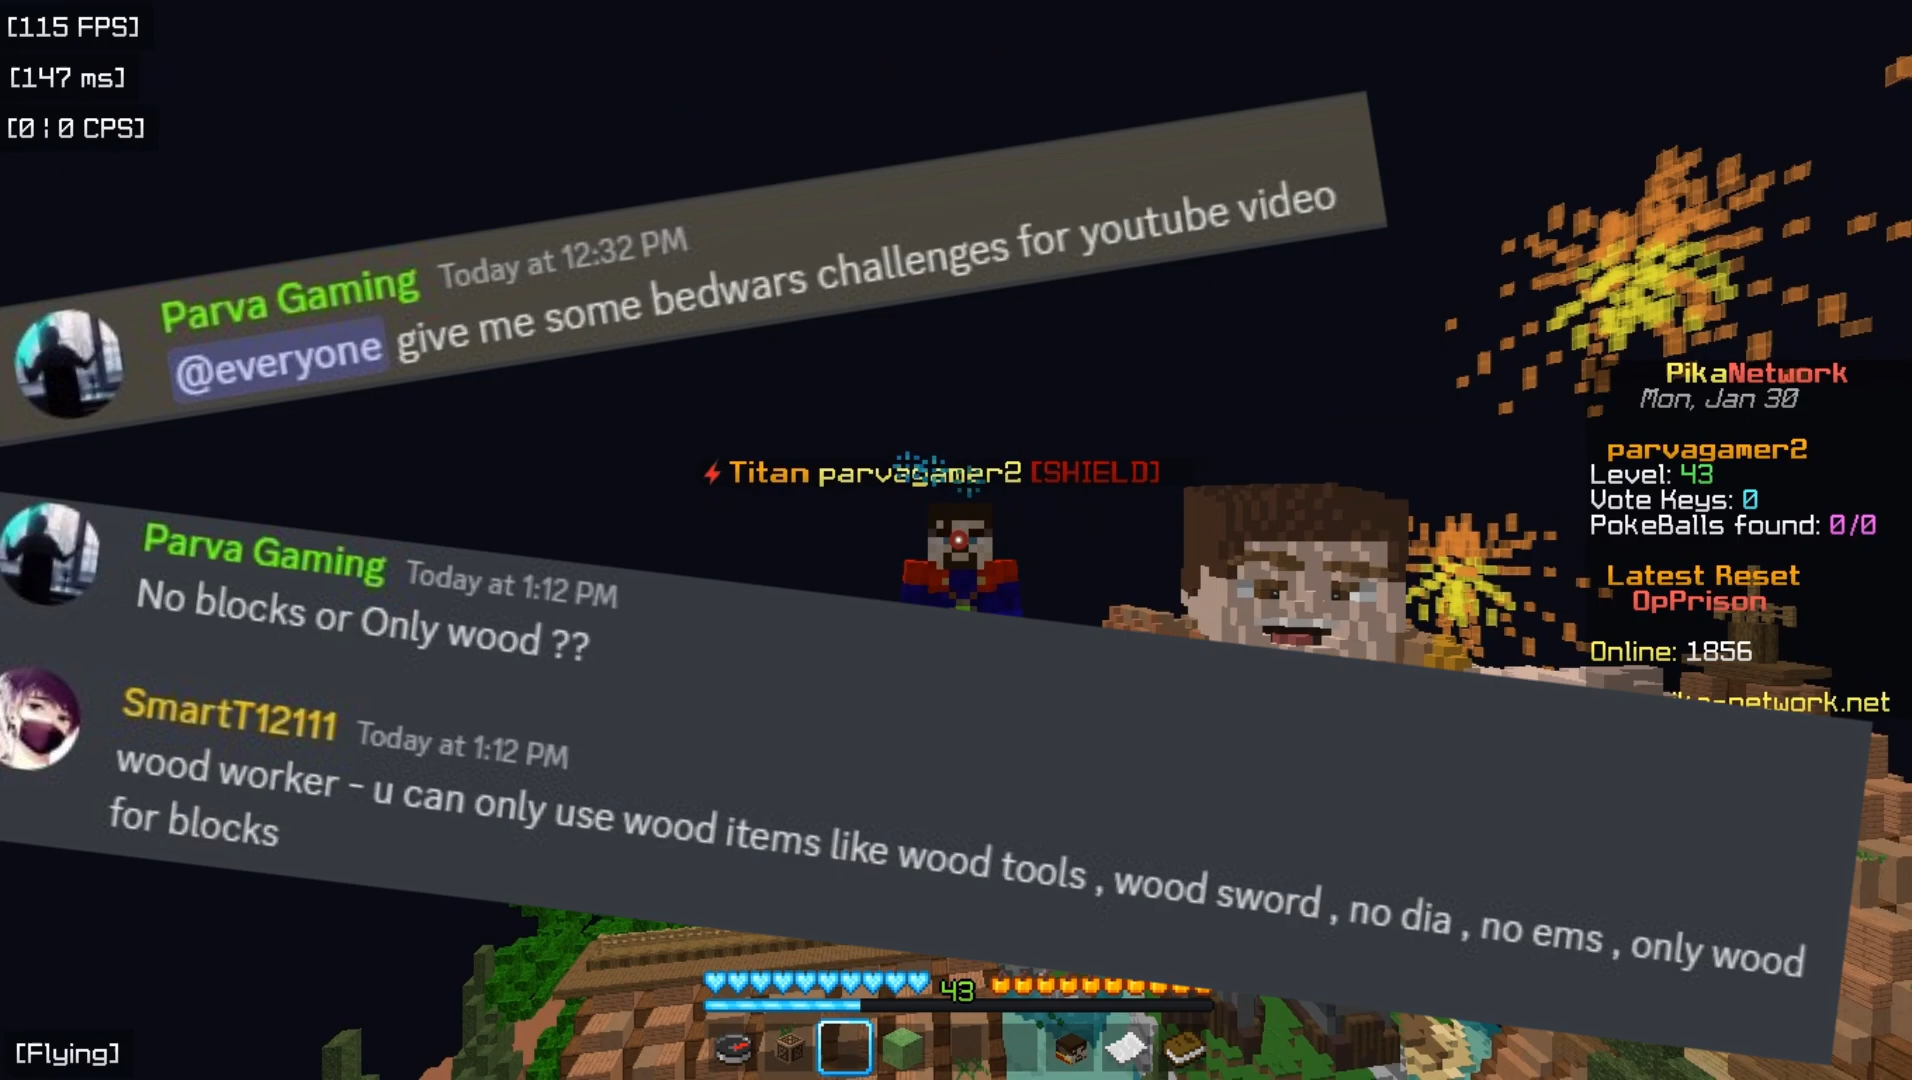 [115 FPS]
[147 ms]
[0 ¦ 0 CPS]
Parva Gaming Today at 12:32 PM
@everyone give me some bedwars challenges for youtube video
PikaNetwork
Mon, Jan 30
parvagamer2
Level: 43
Vote Keys: 0
PokeBalls found: 0/0
Latest Reset
OpPrison
Online: 1856
-network.net
Titan parvagamer2 [SHIELD]
Parva Gaming Today at 1:12 PM
No blocks or Only wood ??
SmartT12111 Today at 1:12 PM
wood worker - u can only use wood items like wood tools , wood sword , no dia , no ems , only wood
for blocks
43
[Flying]